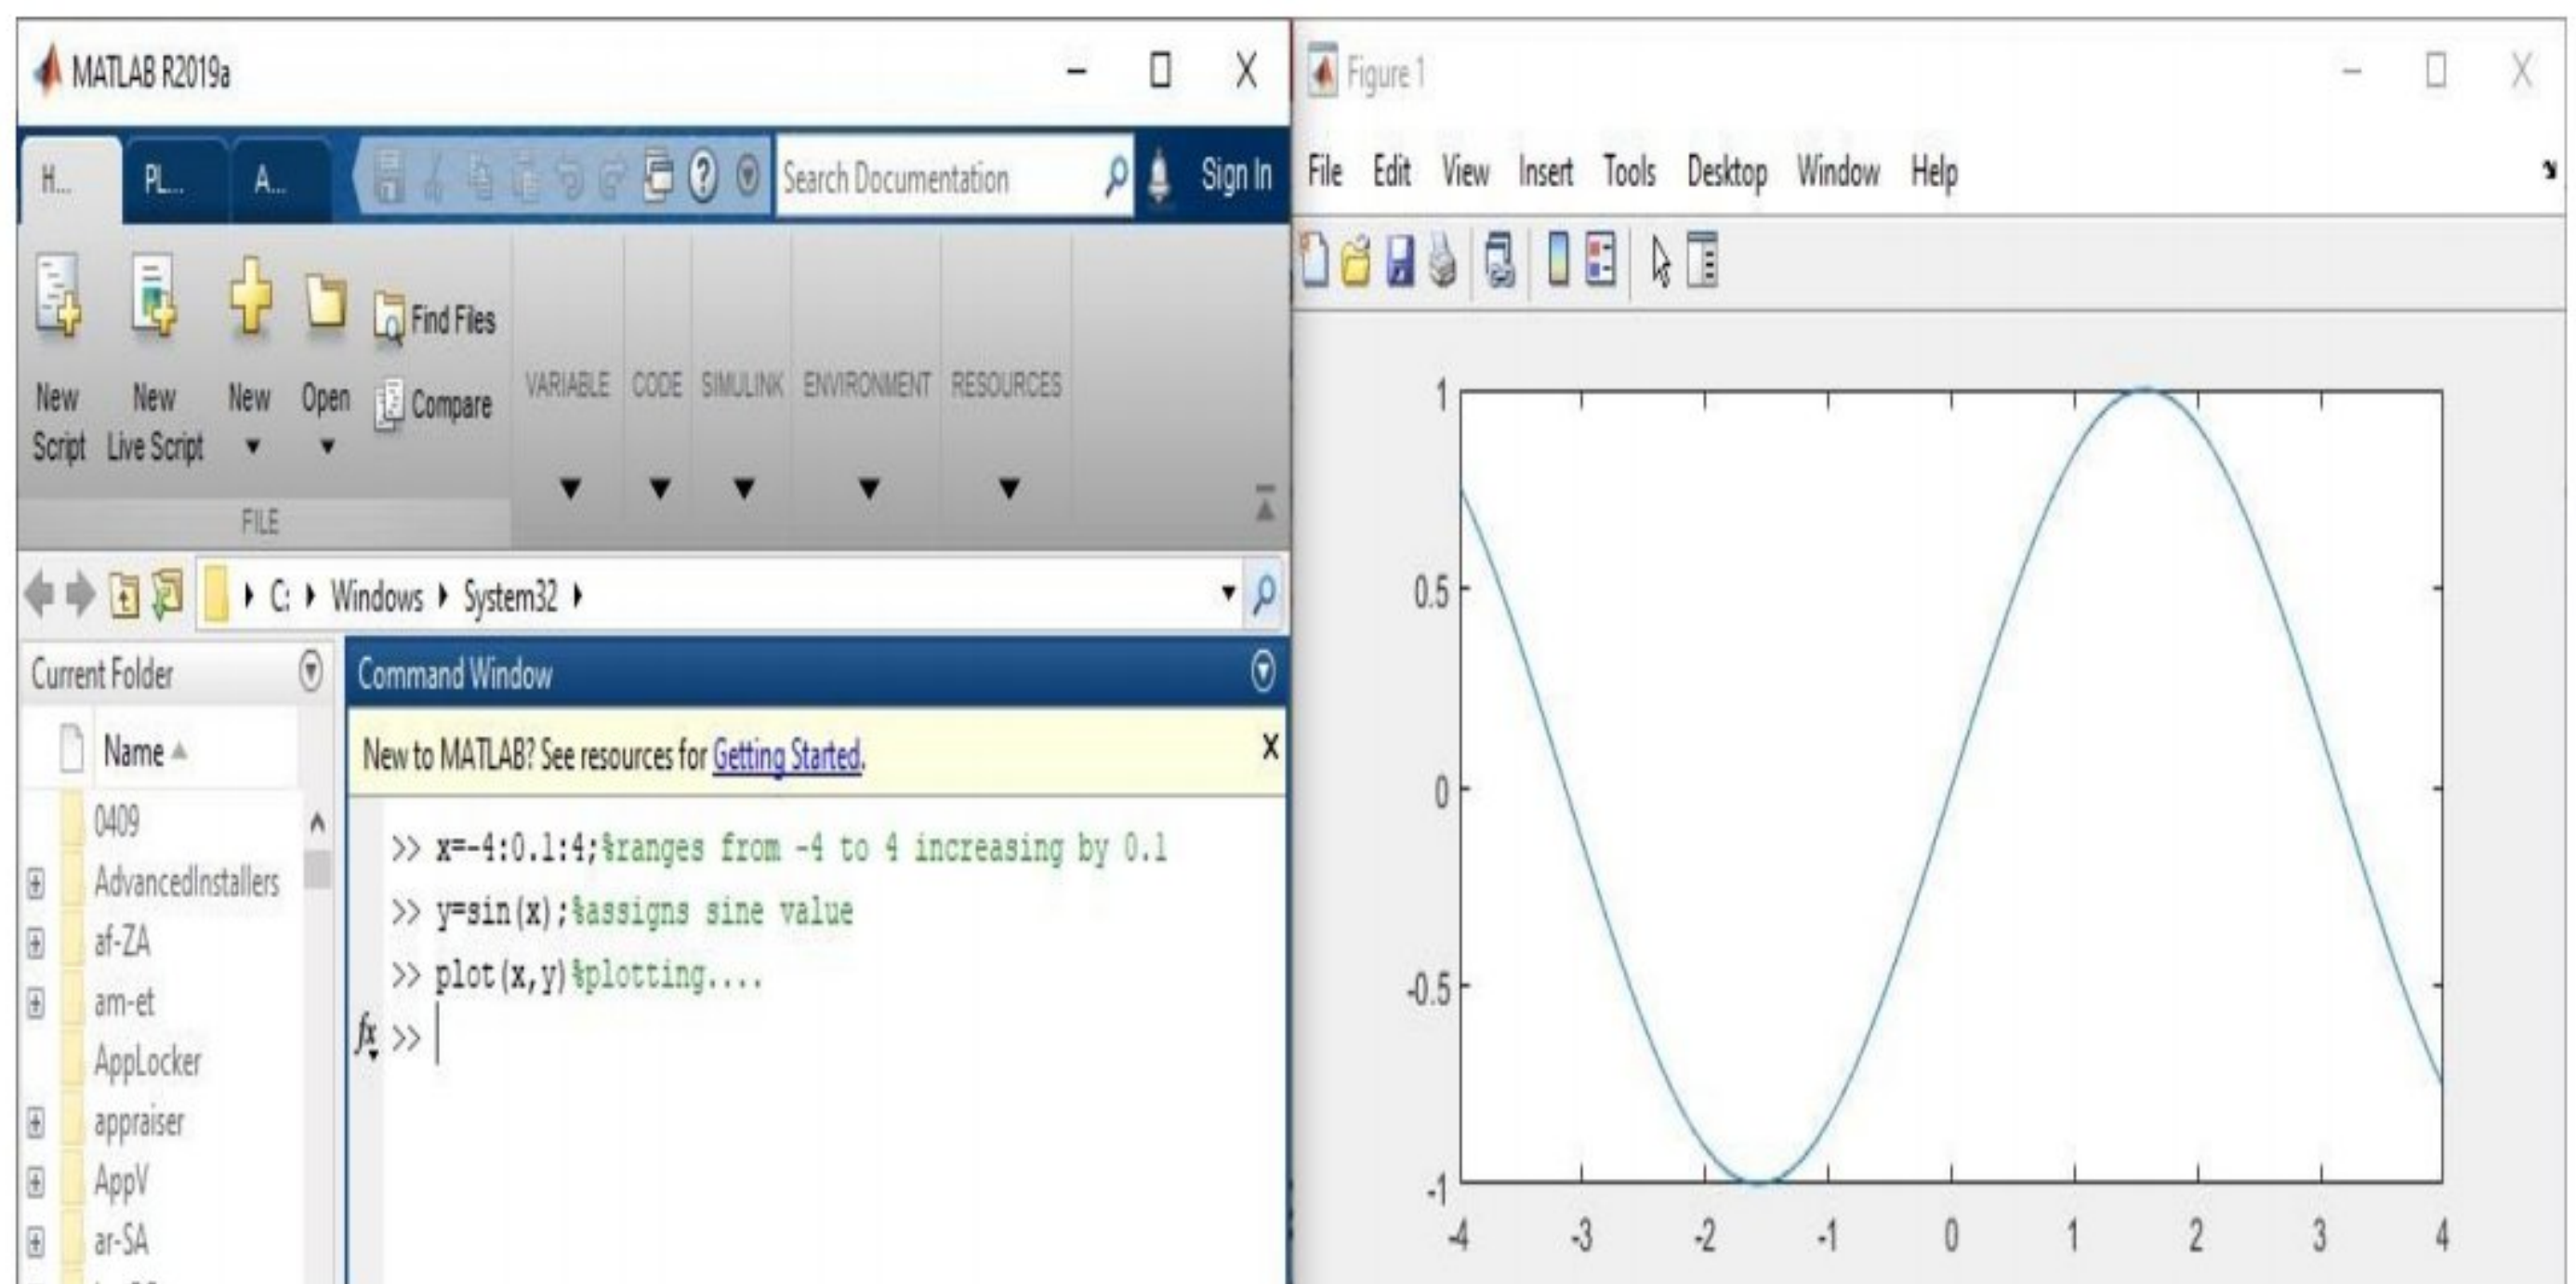 MATLAB R2019a
H... PL... A... Search Documentation Sign In
New Script
New Live Script
New
Open
Find Files
Compare
VARIABLE CODE SIMULINK ENVIRONMENT RESOURCES
FILE
C: Windows System32
Current Folder
Name
0409
AdvancedInstallers
af-ZA
am-et
AppLocker
appraiser
AppV
ar-SA
Command Window
New to MATLAB? See resources for Getting Started.
>> x=-4:0.1:4;%ranges from -4 to 4 increasing by 0.1
>> y=sin(x);%assigns sine value
>> plot(x,y)%plotting....
fx >>
Figure 1
File Edit View Insert Tools Desktop Window Help
1
0.5
0
-0.5
-1
-4 -3 -2 -1 0 1 2 3 4